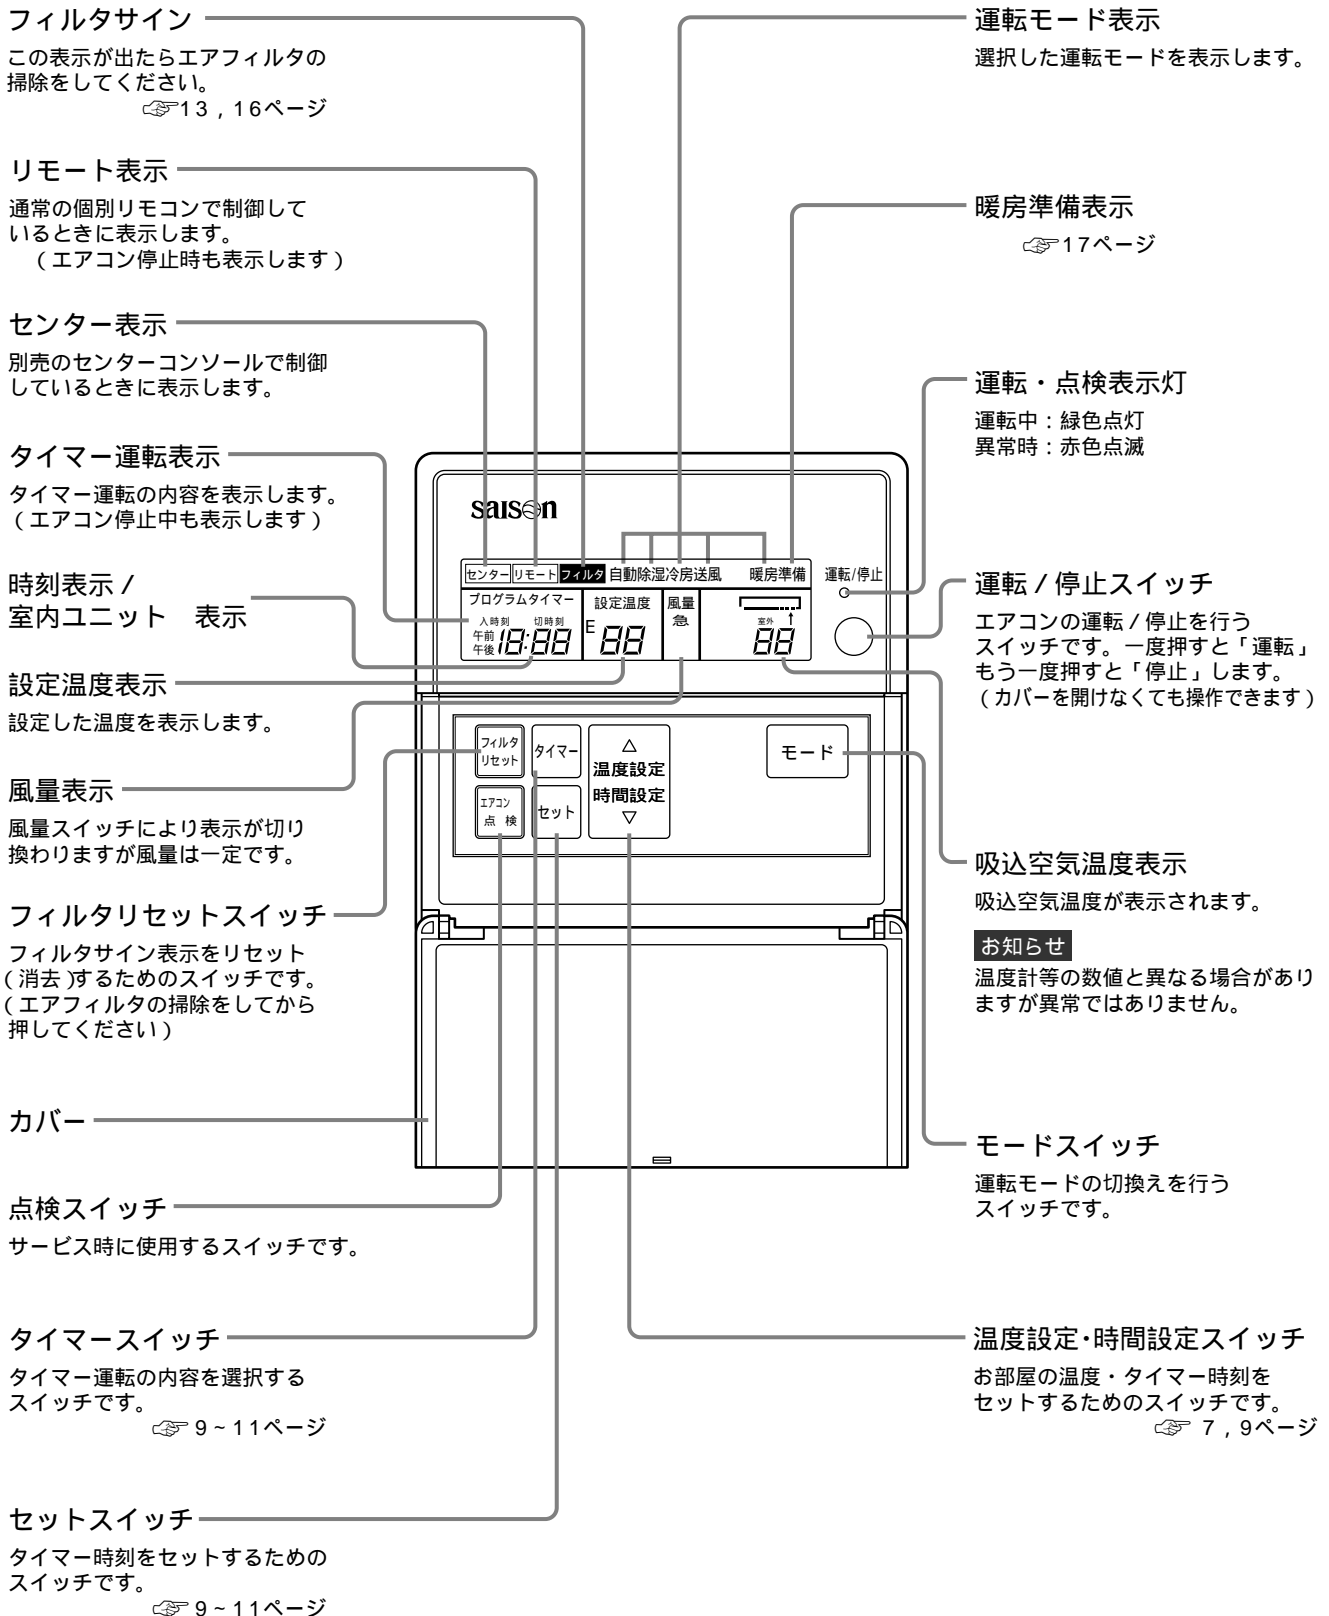 フィルタサイン
この表示が出たらエアフィルタの
掃除をしてください。
☞13，16ページ
リモート表示
通常の個別リモコンで制御して
いるときに表示します。
（エアコン停止時も表示します）
センター表示
別売のセンターコンソールで制御
しているときに表示します。
タイマー運転表示
タイマー運転の内容を表示します。
（エアコン停止中も表示します）
時刻表示 /
室内ユニット　表示
設定温度表示
設定した温度を表示します。
風量表示
風量スイッチにより表示が切り
換わりますが風量は一定です。
フィルタリセットスイッチ
フィルタサイン表示をリセット
（消去）するためのスイッチです。
（エアフィルタの掃除をしてから
押してください）
カバー
点検スイッチ
サービス時に使用するスイッチです。
タイマースイッチ
タイマー運転の内容を選択する
スイッチです。
☞ 9～11ページ
セットスイッチ
タイマー時刻をセットするための
スイッチです。
☞ 9～11ページ
saison
センター リモート フィルタ 自動除湿冷房送風 暖房準備 運転/停止
プログラムタイマー 設定温度 風量
入時刻 切時刻 E 急 室外 ↑
午前 18:88 88 88
午後
フィルタ
リセット
タイマー
△
温度設定
時間設定
▽
モード
エアコン
点 検
セット
運転モード表示
選択した運転モードを表示します。
暖房準備表示
☞17ページ
運転・点検表示灯
運転中：緑色点灯
異常時：赤色点滅
運転 / 停止スイッチ
エアコンの運転 / 停止を行う
スイッチです。一度押すと「運転」
もう一度押すと「停止」します。
（カバーを開けなくても操作できます）
吸込空気温度表示
吸込空気温度が表示されます。
お知らせ
温度計等の数値と異なる場合があり
ますが異常ではありません。
モードスイッチ
運転モードの切換えを行う
スイッチです。
温度設定・時間設定スイッチ
お部屋の温度・タイマー時刻を
セットするためのスイッチです。
☞ 7，9ページ